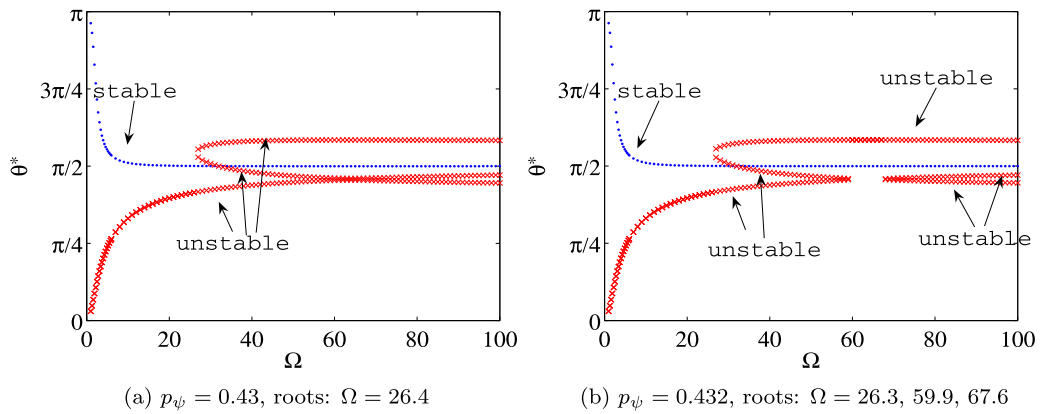 π
3π/4
π/2
π/4
0
θ*
stable
unstable
0 20 40 60 80 100
Ω
(a) pψ = 0.43, roots: Ω = 26.4
π
3π/4
π/2
π/4
0
θ*
unstable
stable
unstable
unstable
0 20 40 60 80 100
Ω
(b) pψ = 0.432, roots: Ω = 26.3, 59.9, 67.6